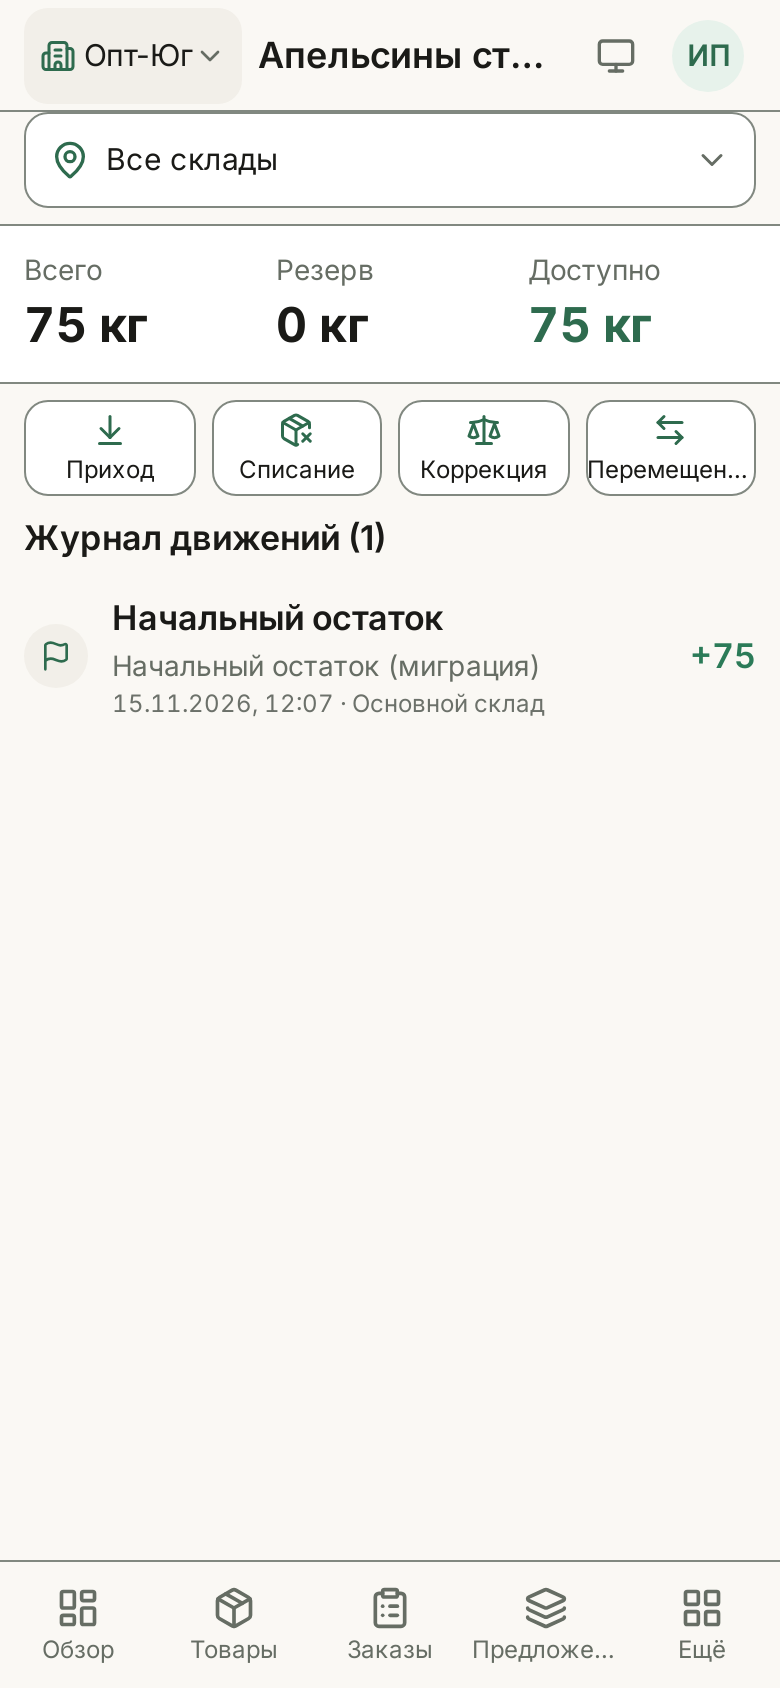 Опт-Юг
Апельсины ст...
ИП
Все склады
Всего
Резерв
Доступно
75 кг
0 кг
75 кг
Приход
Списание
Коррекция
Перемещен...
Журнал движений (1)
Начальный остаток
Начальный остаток (миграция)
+75
15.11.2026, 12:07 · Основной склад
Обзор
Товары
Заказы
Предложе...
Ещё